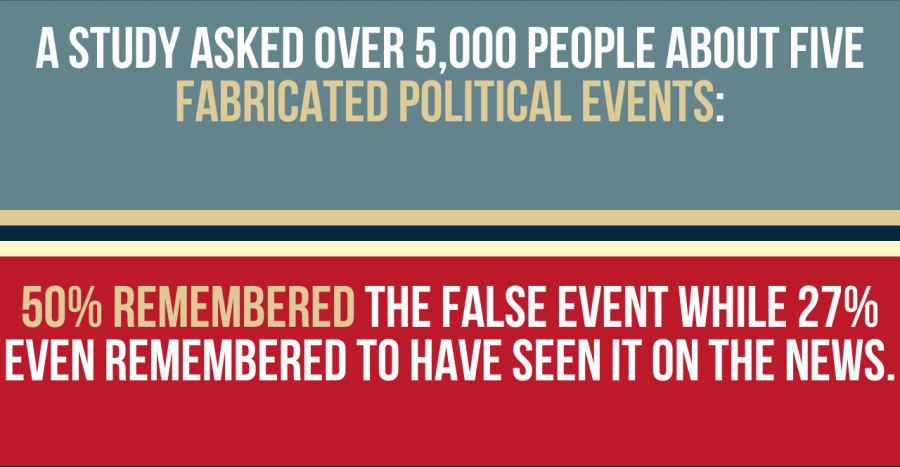 A STUDY ASKED OVER 5,000 PEOPLE ABOUT FIVE
FABRICATED POLITICAL EVENTS:
50% REMEMBERED THE FALSE EVENT WHILE 27%
EVEN REMEMBERED TO HAVE SEEN IT ON THE NEWS.